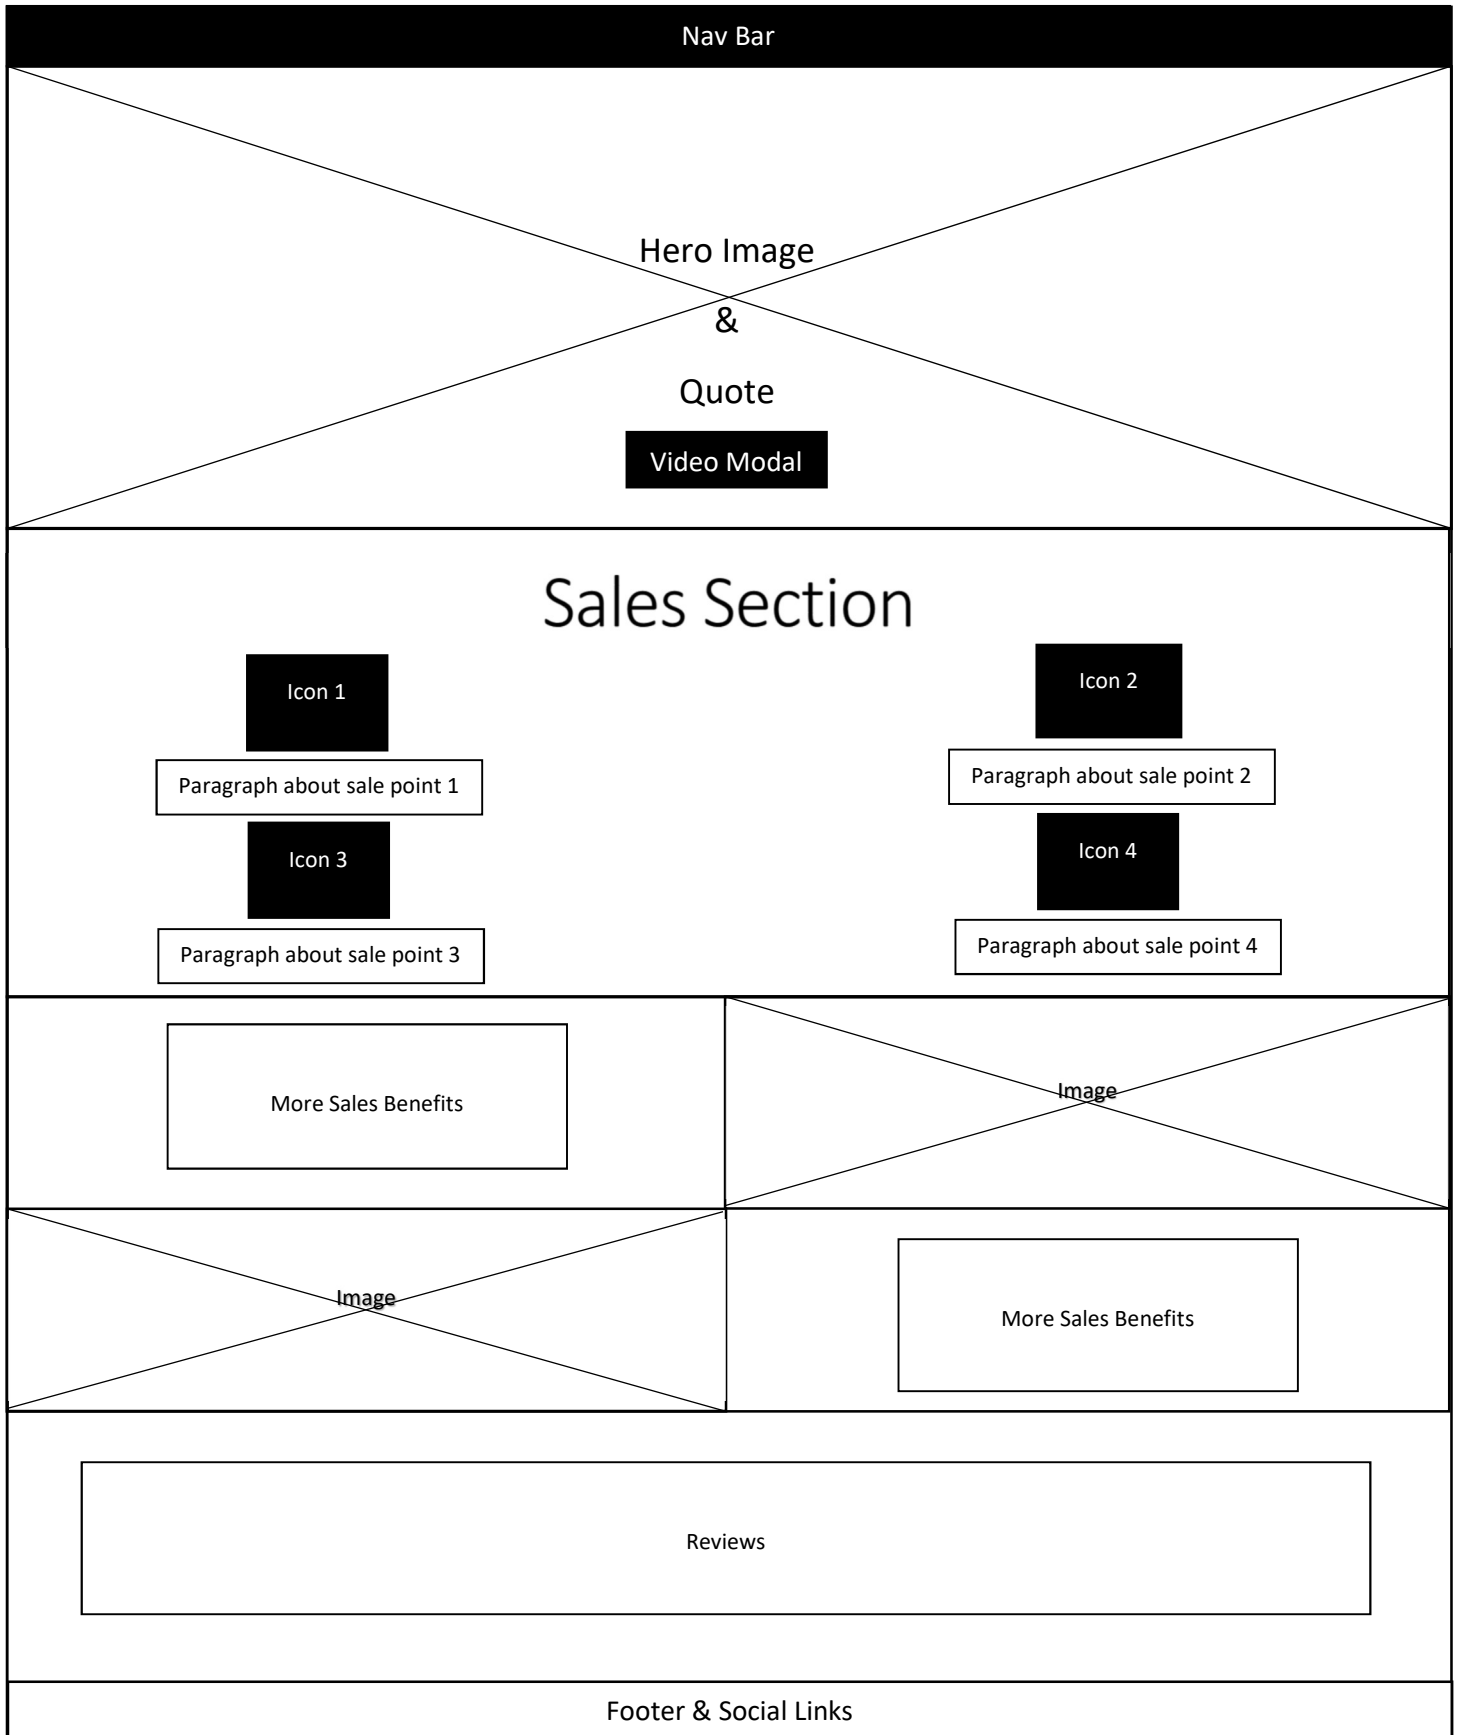 Nav Bar
Hero Image
&
Quote
Video Modal
Sales Section
Icon 1
Icon 2
Paragraph about sale point 1
Paragraph about sale point 2
Icon 3
Icon 4
Paragraph about sale point 3
Paragraph about sale point 4
More Sales Benefits
Image
Image
More Sales Benefits
Reviews
Footer & Social Links